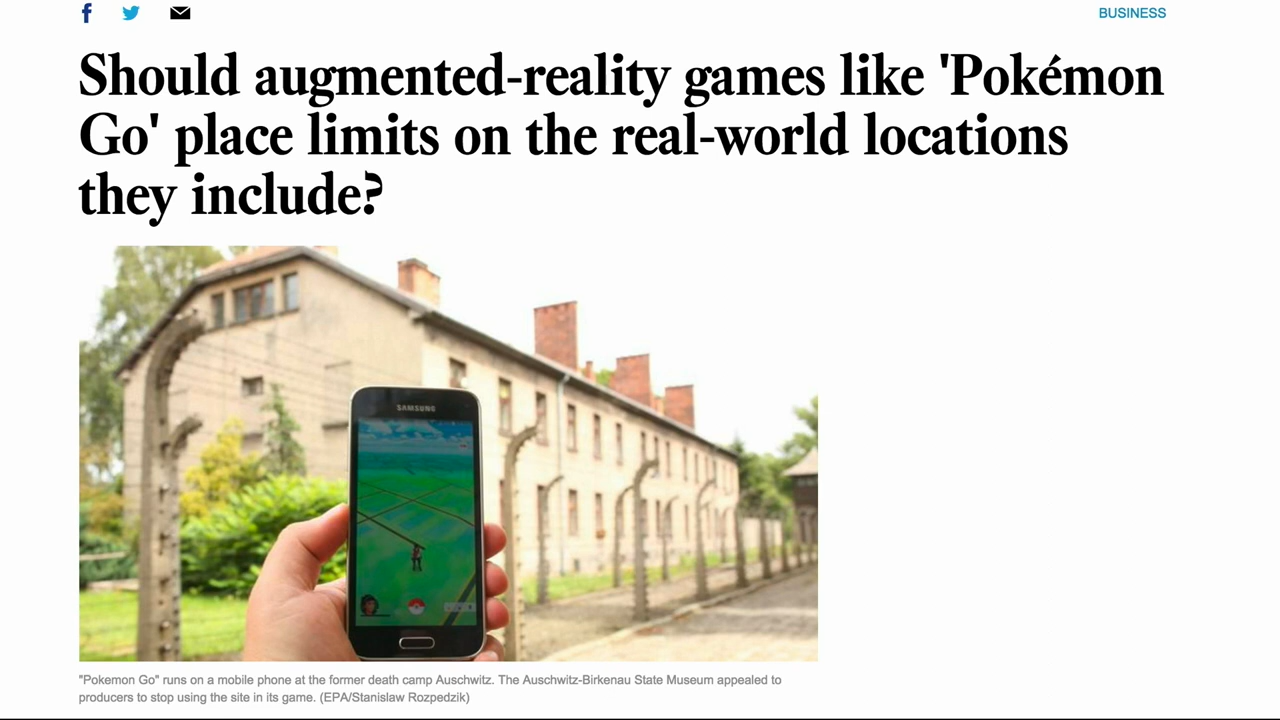 BUSINESS
Should augmented-reality games like 'Pokémon
Go' place limits on the real-world locations
they include?
SAMSUNG
"Pokemon Go" runs on a mobile phone at the former death camp Auschwitz. The Auschwitz-Birkenau State Museum appealed to
producers to stop using the site in its game. (EPA/Stanislaw Rozpedzik)